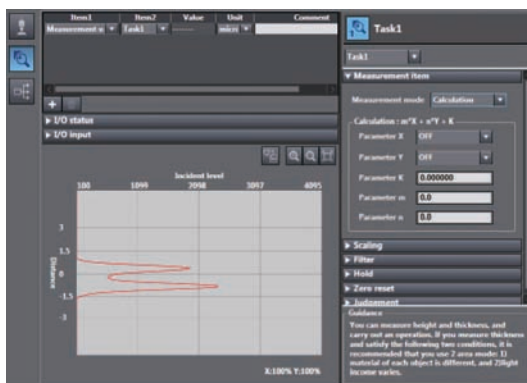 Item1 Item2 Value Unit Comment
Measurement n Task1 ------ micr
I/O status
I/O input
Incident level
100 1099 2098 3097 4095
Distance
3
1.5
0
-1.5
-3
X:100% Y:100%
Task1
Task1
Measurement item
Measurement mode Calculation
Calculation : m*X + n*Y + K
Parameter X OFF
Parameter Y OFF
Parameter K 0.000000
Parameter m 0.0
Parameter n 0.0
Scaling
Filter
Hold
Zero reset
Judgement
Guidance
You can measure height and thickness, and
carry out an operation. If you measure thickness
and satisfy the following two conditions, it is
recommended that you use 2 area mode: 1)
material of each object is different, and 2)light
income varies.